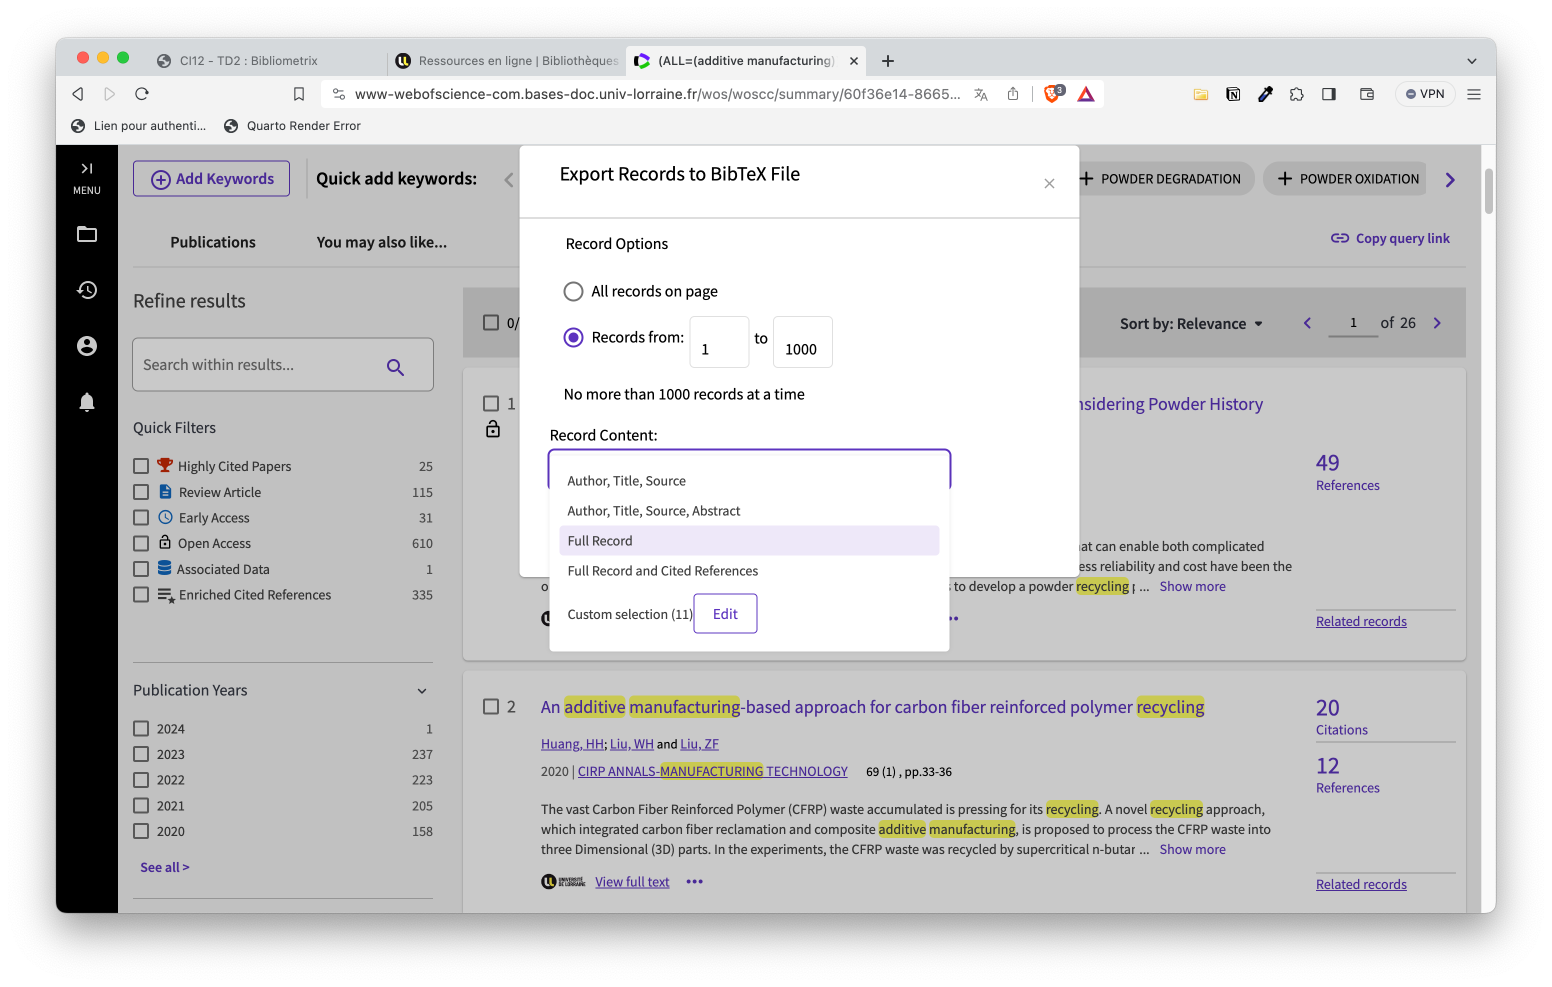 CI12 - TD2 : Bibliometrix
Ressources en ligne | Bibliothèques
(ALL=(additive manufacturing)
www-webofscience-com.bases-doc.univ-lorraine.fr/wos/woscc/summary/60f36e14-8665...
3
VPN
Lien pour authenti...
Quarto Render Error
MENU
Add Keywords
Quick add keywords:
POWDER DEGRADATION
POWDER OXIDATION
Publications
You may also like...
Copy query link
Refine results
Search within results...
Quick Filters
Highly Cited Papers 25
Review Article 115
Early Access 31
Open Access 610
Associated Data 1
Enriched Cited References 335
Publication Years
2024 1
2023 237
2022 223
2021 205
2020 158
See all >
Export Records to BibTeX File
Record Options
All records on page
Records from: 1 to 1000
No more than 1000 records at a time
Record Content:
Author, Title, Source
Author, Title, Source, Abstract
Full Record
Full Record and Cited References
Custom selection (11) Edit
0/
Sort by: Relevance
1 of 26
1
nsidering Powder History
49
References
at can enable both complicated
ess reliability and cost have been the
s to develop a powder recycling ... Show more
Related records
2 An additive manufacturing-based approach for carbon fiber reinforced polymer recycling
Huang, HH; Liu, WH and Liu, ZF
2020 | CIRP ANNALS-MANUFACTURING TECHNOLOGY 69 (1) , pp.33-36
The vast Carbon Fiber Reinforced Polymer (CFRP) waste accumulated is pressing for its recycling. A novel recycling approach,
which integrated carbon fiber reclamation and composite additive manufacturing, is proposed to process the CFRP waste into
three Dimensional (3D) parts. In the experiments, the CFRP waste was recycled by supercritical n-butar ... Show more
20
Citations
12
References
UNIVERSITÉ
DE LORRAINE
View full text
Related records